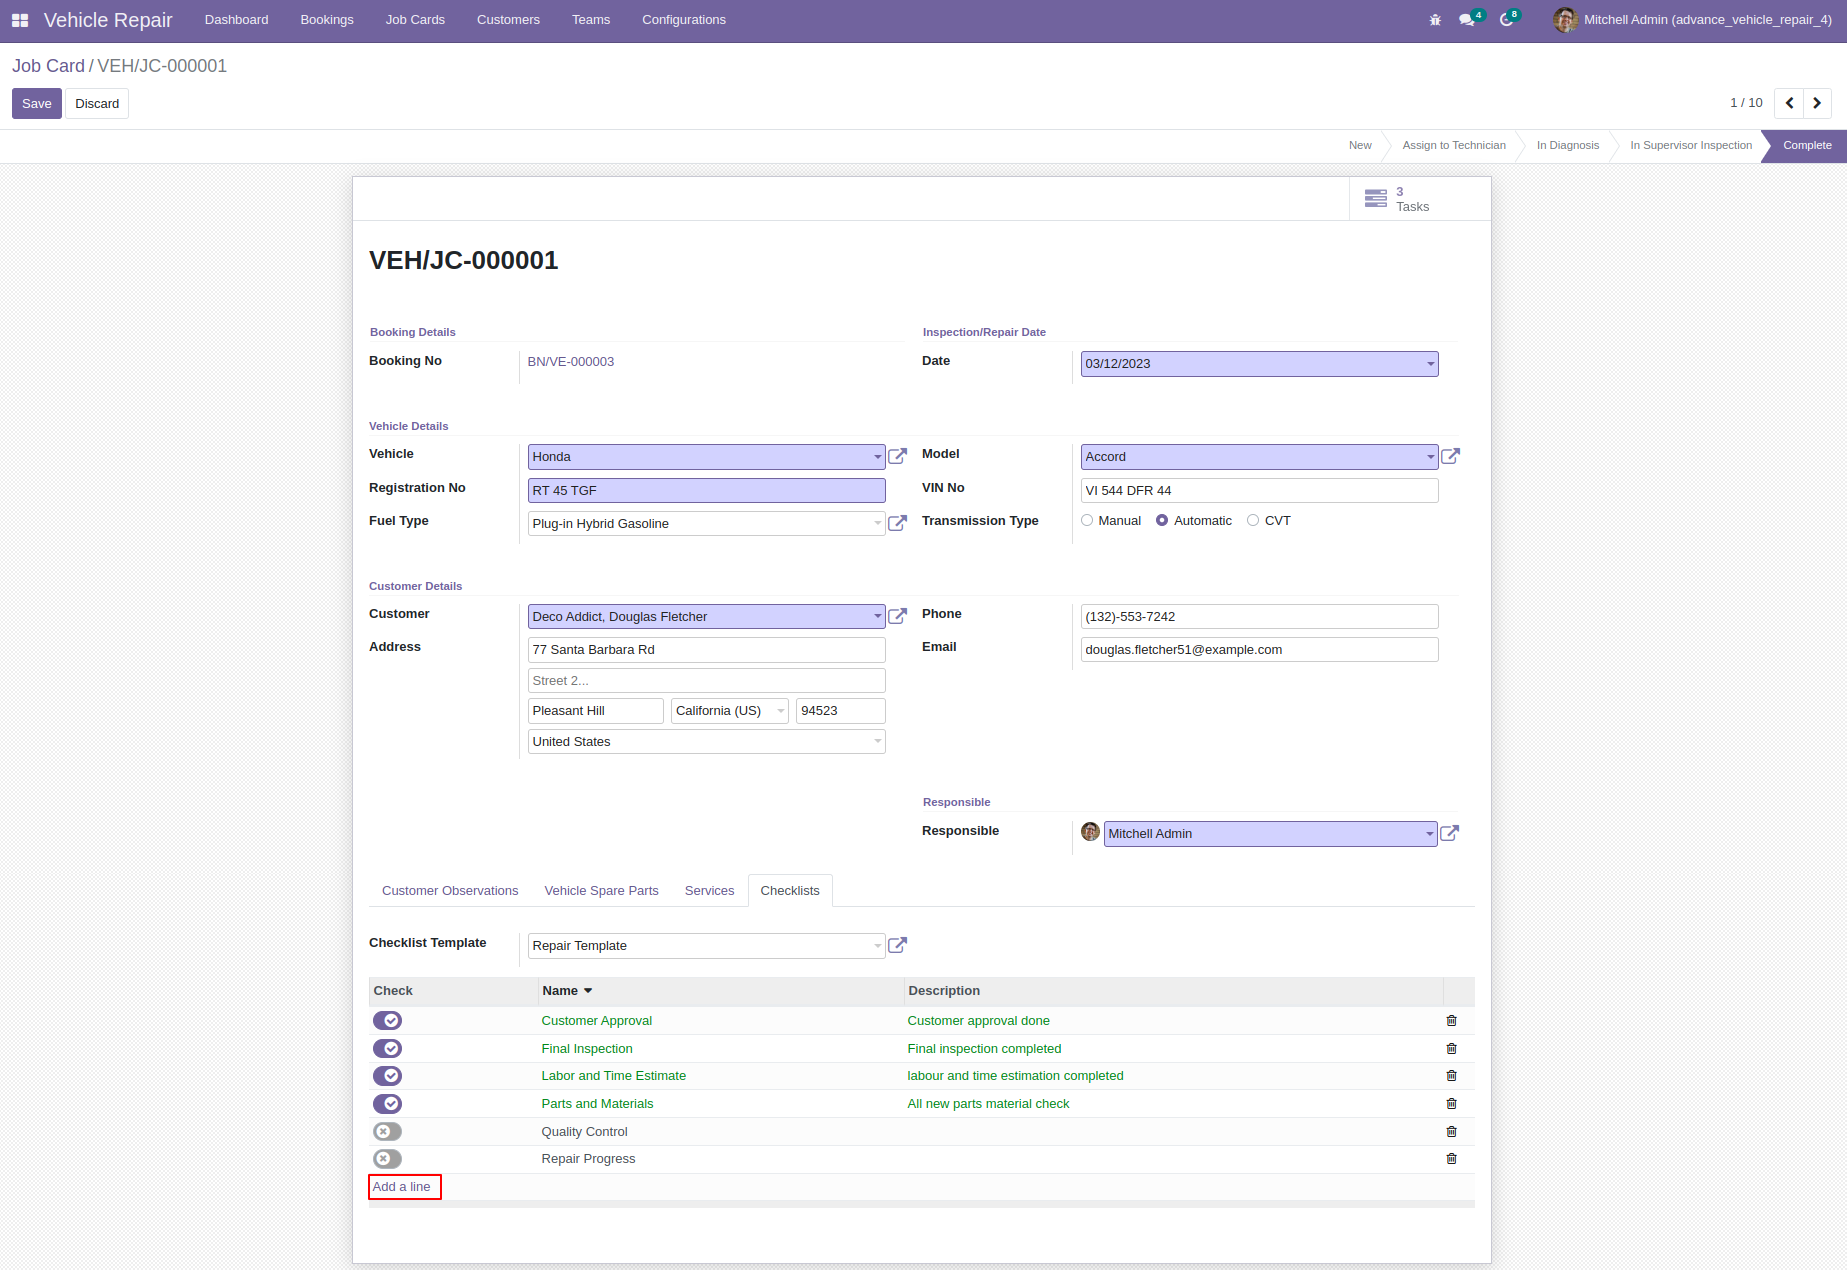 Vehicle Repair Dashboard Bookings Job Cards Customers Teams Configurations 4 8 Mitchell Admin (advance_vehicle_repair_4)
Job Card / VEH/JC-000001
Save Discard 1 / 10
New Assign to Technician In Diagnosis In Supervisor Inspection Complete
3
Tasks
VEH/JC-000001
Booking Details Inspection/Repair Date
Booking No BN/VE-000003 Date 03/12/2023
Vehicle Details
Vehicle Honda Model Accord
Registration No RT 45 TGF VIN No VI 544 DFR 44
Fuel Type Plug-in Hybrid Gasoline Transmission Type Manual Automatic CVT
Customer Details
Customer Deco Addict, Douglas Fletcher Phone (132)-553-7242
Address 77 Santa Barbara Rd Email douglas.fletcher51@example.com
Street 2...
Pleasant Hill California (US) 94523
United States
Responsible
Responsible Mitchell Admin
Customer Observations Vehicle Spare Parts Services Checklists
Checklist Template Repair Template
Check Name Description
Customer Approval Customer approval done
Final Inspection Final inspection completed
Labor and Time Estimate labour and time estimation completed
Parts and Materials All new parts material check
Quality Control
Repair Progress
Add a line